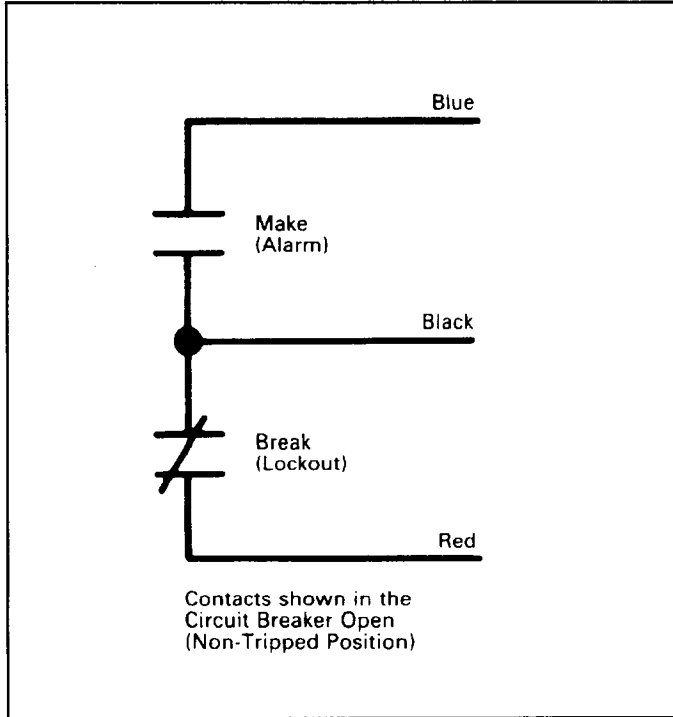 Blue
Make
(Alarm)
Black
Break
(Lockout)
Red
Contacts shown in the
Circuit Breaker Open
(Non-Tripped Position)